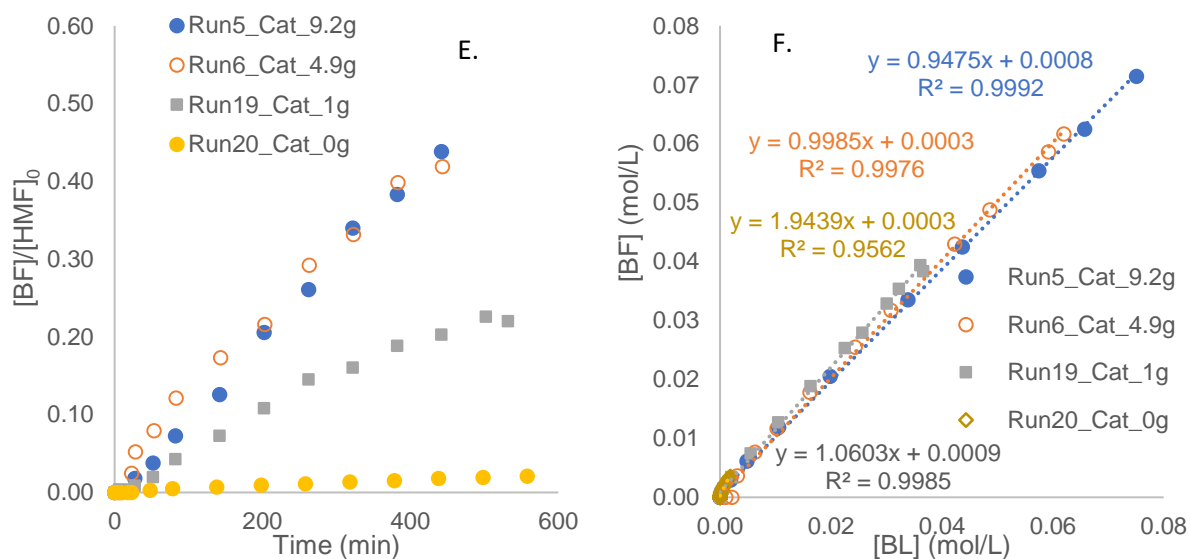 E.
Run5_Cat_9.2g
Run6_Cat_4.9g
Run19_Cat_1g
Run20_Cat_0g
[BF]/[HMF]₀
0.60
0.50
0.40
0.30
0.20
0.10
0.00
0
200
400
600
Time (min)
F.
y = 0.9475x + 0.0008
R² = 0.9992
y = 0.9985x + 0.0003
R² = 0.9976
y = 1.9439x + 0.0003
R² = 0.9562
Run5_Cat_9.2g
Run6_Cat_4.9g
Run19_Cat_1g
Run20_Cat_0g
y = 1.0603x + 0.0009
R² = 0.9985
[BF] (mol/L)
0.08
0.07
0.06
0.05
0.04
0.03
0.02
0.01
0.00
0.00
0.02
0.04
0.06
0.08
[BL] (mol/L)